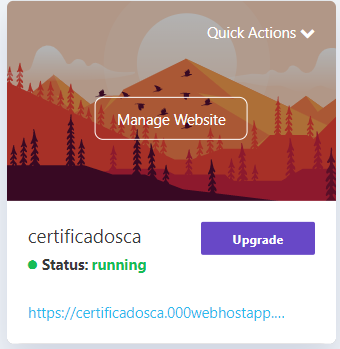 Quick Actions
Manage Website
certificadosca
Upgrade
Status: running
https://certificadosca.000webhostapp....